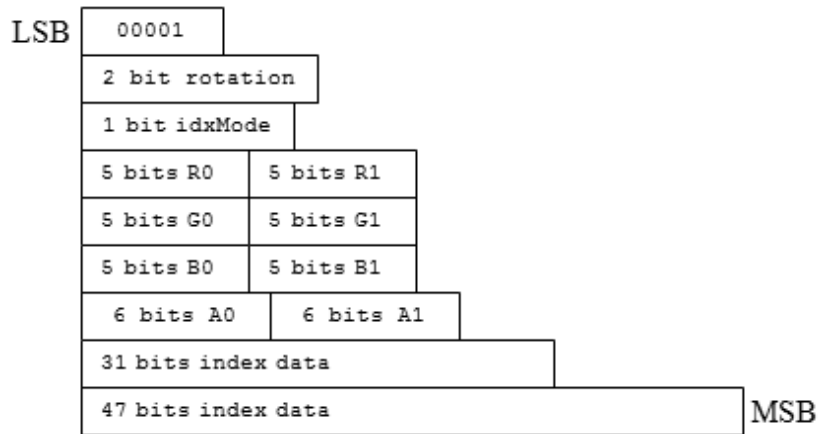 LSB 00001
2 bit rotation
1 bit idxMode
5 bits R0 5 bits R1
5 bits G0 5 bits G1
5 bits B0 5 bits B1
6 bits A0 6 bits A1
31 bits index data
47 bits index data MSB